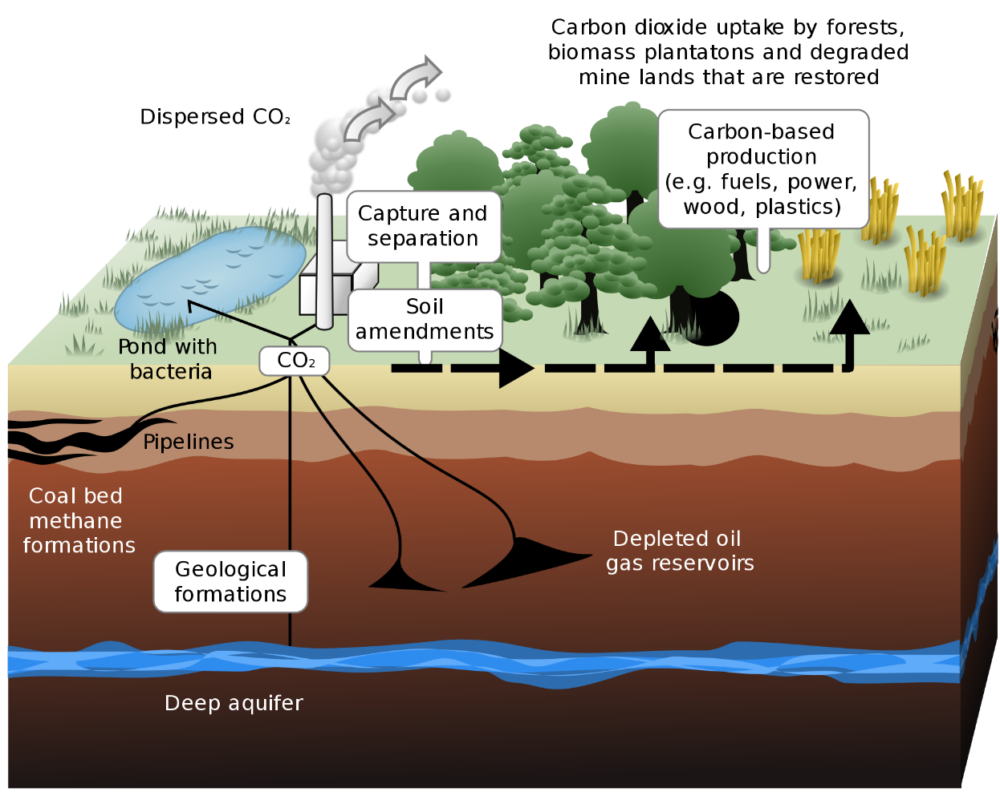 Carbon dioxide uptake by forests,
biomass plantatons and degraded
mine lands that are restored
Dispersed CO₂
Carbon-based
production
(e.g. fuels, power,
wood, plastics)
Capture and
separation
Soil
amendments
Pond with
bacteria
CO₂
Pipelines
Coal bed
methane
formations
Geological
formations
Depleted oil
gas reservoirs
Deep aquifer